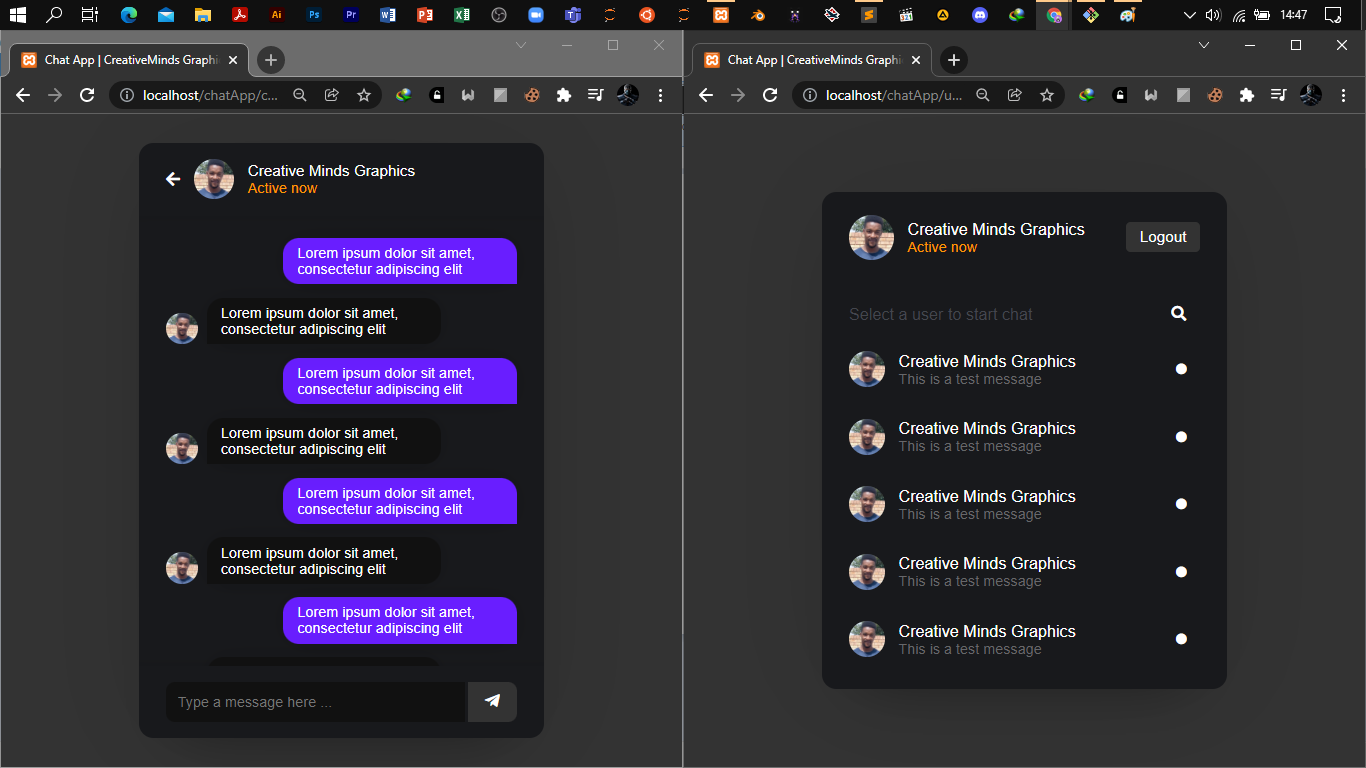 Ai
Ps
Pr
14:47
Chat App | CreativeMinds Graphi
localhost/chatApp/c...
Creative Minds Graphics
Active now
Lorem ipsum dolor sit amet,
consectetur adipiscing elit
Lorem ipsum dolor sit amet,
consectetur adipiscing elit
Lorem ipsum dolor sit amet,
consectetur adipiscing elit
Lorem ipsum dolor sit amet,
consectetur adipiscing elit
Lorem ipsum dolor sit amet,
consectetur adipiscing elit
Lorem ipsum dolor sit amet,
consectetur adipiscing elit
Lorem ipsum dolor sit amet,
consectetur adipiscing elit
Type a message here ...
Chat App | CreativeMinds Graphi
localhost/chatApp/u...
Creative Minds Graphics
Active now
Logout
Select a user to start chat
Creative Minds Graphics
This is a test message
Creative Minds Graphics
This is a test message
Creative Minds Graphics
This is a test message
Creative Minds Graphics
This is a test message
Creative Minds Graphics
This is a test message